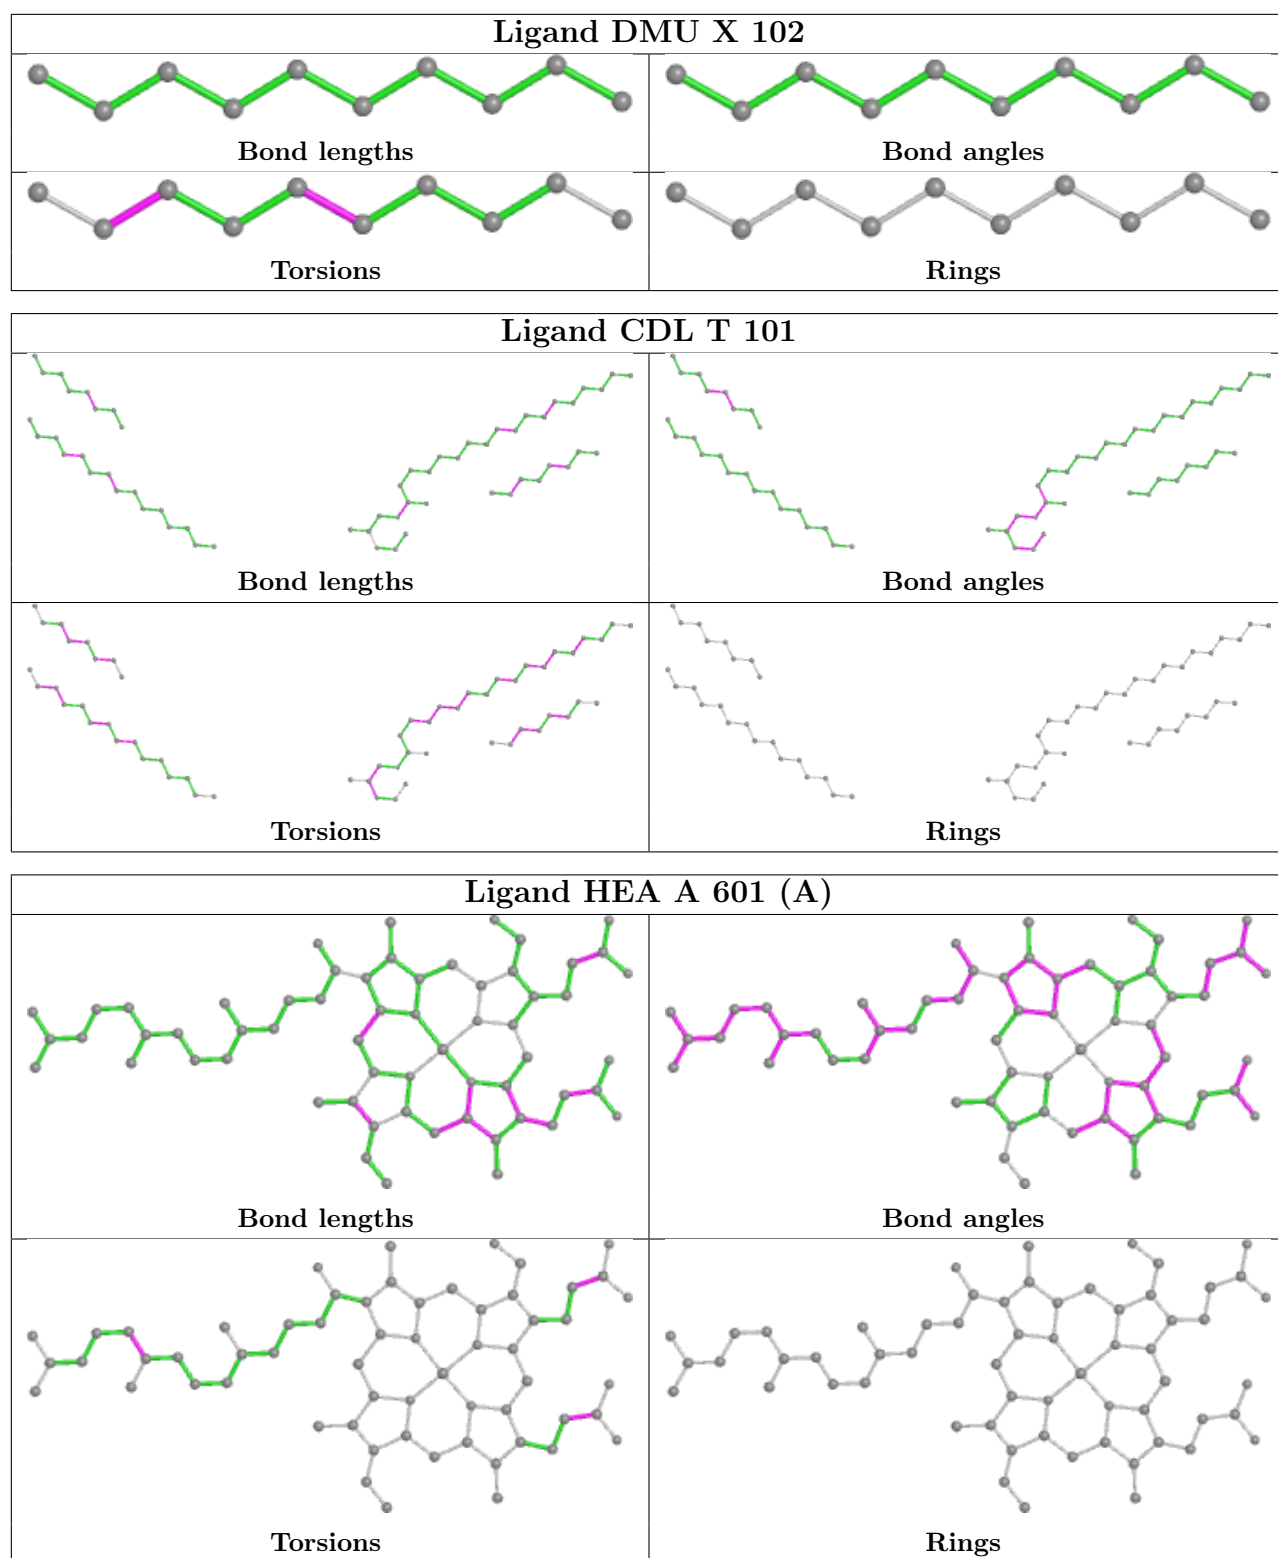 Ligand DMU X 102
Bond lengths
Bond angles
Torsions
Rings
Ligand CDL T 101
Bond lengths
Bond angles
Torsions
Rings
Ligand HEA A 601 (A)
Bond lengths
Bond angles
Torsions
Rings